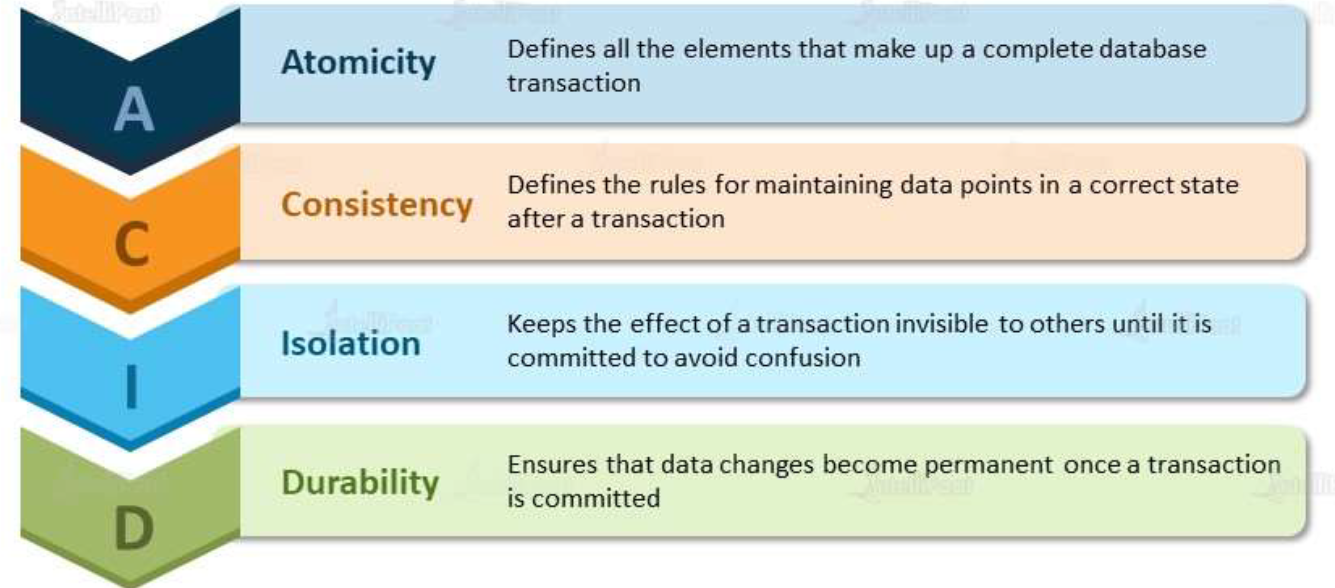 A
Atomicity
Defines all the elements that make up a complete database
transaction
C
Consistency
Defines the rules for maintaining data points in a correct state
after a transaction
I
Isolation
Keeps the effect of a transaction invisible to others until it is
committed to avoid confusion
D
Durability
Ensures that data changes become permanent once a transaction
is committed
IntelliPaat